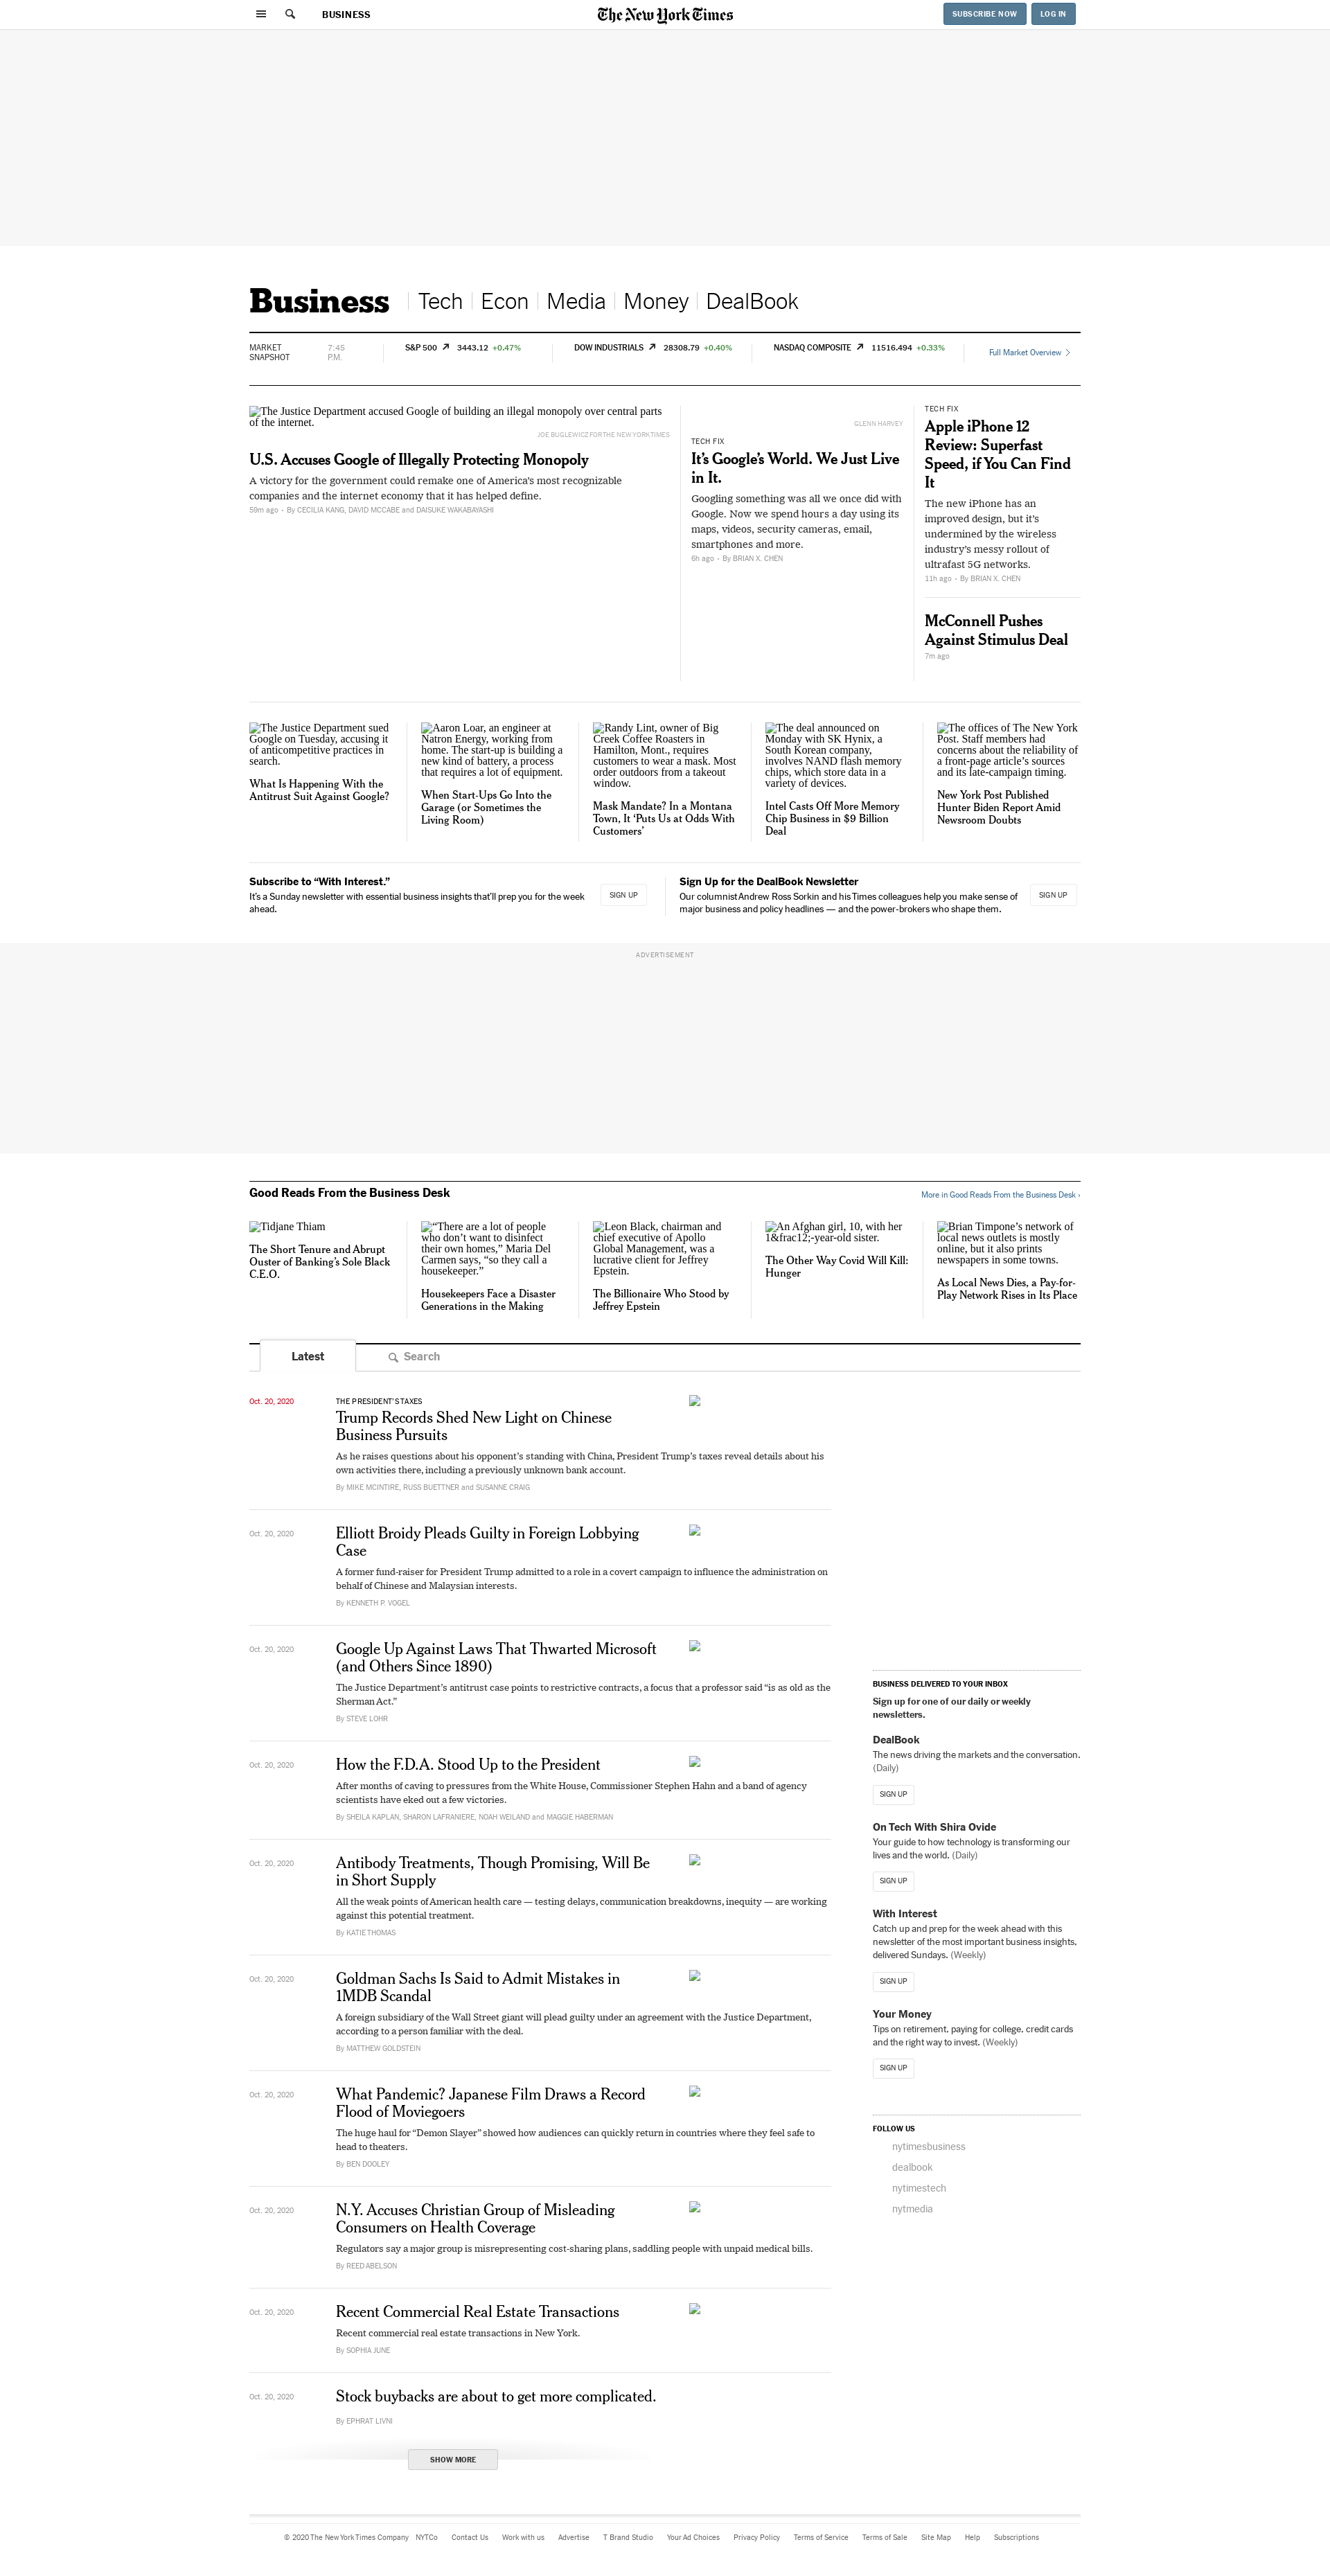 BUSINESS
The New York Times
SUBSCRIBE NOW
LOG IN
Business
Tech
Econ
Media
Money
DealBook
MARKET
SNAPSHOT
7:45
P.M.
S&P 500 3443.12 +0.47%
DOW INDUSTRIALS 28308.79 +0.40%
NASDAQ COMPOSITE 11516.494 +0.33%
Full Market Overview
The Justice Department accused Google of building an illegal monopoly over central parts
of the internet.
JOE BUGLEWICZ FOR THE NEW YORK TIMES
U.S. Accuses Google of Illegally Protecting Monopoly
A victory for the government could remake one of America's most recognizable
companies and the internet economy that it has helped define.
59m ago • By CECILIA KANG, DAVID MCCABE and DAISUKE WAKABAYASHI
GLENN HARVEY
TECH FIX
It's Google's World. We Just Live
in It.
Googling something was all we once did with
Google. Now we spend hours a day using its
maps, videos, security cameras, email,
smartphones and more.
6h ago • By BRIAN X. CHEN
TECH FIX
Apple iPhone 12
Review: Superfast
Speed, if You Can Find
It
The new iPhone has an
improved design, but it's
undermined by the wireless
industry's messy rollout of
ultrafast 5G networks.
11h ago • By BRIAN X. CHEN
McConnell Pushes
Against Stimulus Deal
7m ago
The Justice Department sued
Google on Tuesday, accusing it
of anticompetitive practices in
search.
What Is Happening With the
Antitrust Suit Against Google?
Aaron Loar, an engineer at
Natron Energy, working from
home. The start-up is building a
new kind of battery, a process
that requires a lot of equipment.
When Start-Ups Go Into the
Garage (or Sometimes the
Living Room)
Randy Lint, owner of Big
Creek Coffee Roasters in
Hamilton, Mont., requires
customers to wear a mask. Most
order outdoors from a takeout
window.
Mask Mandate? In a Montana
Town, It ‘Puts Us at Odds With
Customers’
The deal announced on
Monday with SK Hynix, a
South Korean company,
involves NAND flash memory
chips, which store data in a
variety of devices.
Intel Casts Off More Memory
Chip Business in $9 Billion
Deal
The offices of The New York
Post. Staff members had
concerns about the reliability of
a front-page article’s sources
and its late-campaign timing.
New York Post Published
Hunter Biden Report Amid
Newsroom Doubts
Subscribe to “With Interest.”
It’s a Sunday newsletter with essential business insights that’ll prep you for the week
ahead.
SIGN UP
Sign Up for the DealBook Newsletter
Our columnist Andrew Ross Sorkin and his Times colleagues help you make sense of
major business and policy headlines — and the power-brokers who shape them.
SIGN UP
ADVERTISEMENT
Good Reads From the Business Desk
More in Good Reads From the Business Desk ›
Tidjane Thiam
The Short Tenure and Abrupt
Ouster of Banking’s Sole Black
C.E.O.
“There are a lot of people
who don’t want to disinfect
their own homes,” Maria Del
Carmen says, “so they call a
housekeeper.”
Housekeepers Face a Disaster
Generations in the Making
Leon Black, chairman and
chief executive of Apollo
Global Management, was a
lucrative client for Jeffrey
Epstein.
The Billionaire Who Stood by
Jeffrey Epstein
An Afghan girl, 10, with her
1&frac12;-year-old sister.
The Other Way Covid Will Kill:
Hunger
Brian Timpone’s network of
local news outlets is mostly
online, but it also prints
newspapers in some towns.
As Local News Dies, a Pay-for-
Play Network Rises in Its Place
Latest
Search
Oct. 20, 2020
THE PRESIDENT’S TAXES
Trump Records Shed New Light on Chinese
Business Pursuits
As he raises questions about his opponent’s standing with China, President Trump’s taxes reveal details about his
own activities there, including a previously unknown bank account.
By MIKE MCINTIRE, RUSS BUETTNER and SUSANNE CRAIG
Oct. 20, 2020
Elliott Broidy Pleads Guilty in Foreign Lobbying
Case
A former fund-raiser for President Trump admitted to a role in a covert campaign to influence the administration on
behalf of Chinese and Malaysian interests.
By KENNETH P. VOGEL
Oct. 20, 2020
Google Up Against Laws That Thwarted Microsoft
(and Others Since 1890)
The Justice Department’s antitrust case points to restrictive contracts, a focus that a professor said “is as old as the
Sherman Act.”
By STEVE LOHR
Oct. 20, 2020
How the F.D.A. Stood Up to the President
After months of caving to pressures from the White House, Commissioner Stephen Hahn and a band of agency
scientists have eked out a few victories.
By SHEILA KAPLAN, SHARON LAFRANIERE, NOAH WEILAND and MAGGIE HABERMAN
Oct. 20, 2020
Antibody Treatments, Though Promising, Will Be
in Short Supply
All the weak points of American health care — testing delays, communication breakdowns, inequity — are working
against this potential treatment.
By KATIE THOMAS
Oct. 20, 2020
Goldman Sachs Is Said to Admit Mistakes in
1MDB Scandal
A foreign subsidiary of the Wall Street giant will plead guilty under an agreement with the Justice Department,
according to a person familiar with the deal.
By MATTHEW GOLDSTEIN
Oct. 20, 2020
What Pandemic? Japanese Film Draws a Record
Flood of Moviegoers
The huge haul for “Demon Slayer” showed how audiences can quickly return in countries where they feel safe to
head to theaters.
By BEN DOOLEY
Oct. 20, 2020
N.Y. Accuses Christian Group of Misleading
Consumers on Health Coverage
Regulators say a major group is misrepresenting cost-sharing plans, saddling people with unpaid medical bills.
By REED ABELSON
Oct. 20, 2020
Recent Commercial Real Estate Transactions
Recent commercial real estate transactions in New York.
By SOPHIA JUNE
Oct. 20, 2020
Stock buybacks are about to get more complicated.
By EPHRAT LIVNI
SHOW MORE
BUSINESS DELIVERED TO YOUR INBOX
Sign up for one of our daily or weekly
newsletters.
DealBook
The news driving the markets and the conversation.
(Daily)
SIGN UP
On Tech With Shira Ovide
Your guide to how technology is transforming our
lives and the world. (Daily)
SIGN UP
With Interest
Catch up and prep for the week ahead with this
newsletter of the most important business insights,
delivered Sundays. (Weekly)
SIGN UP
Your Money
Tips on retirement, paying for college, credit cards
and the right way to invest. (Weekly)
SIGN UP
FOLLOW US
nytimesbusiness
dealbook
nytimestech
nytmedia
© 2020 The New York Times Company NYTCo Contact Us Work with us Advertise T Brand Studio Your Ad Choices Privacy Policy Terms of Service Terms of Sale Site Map Help Subscriptions